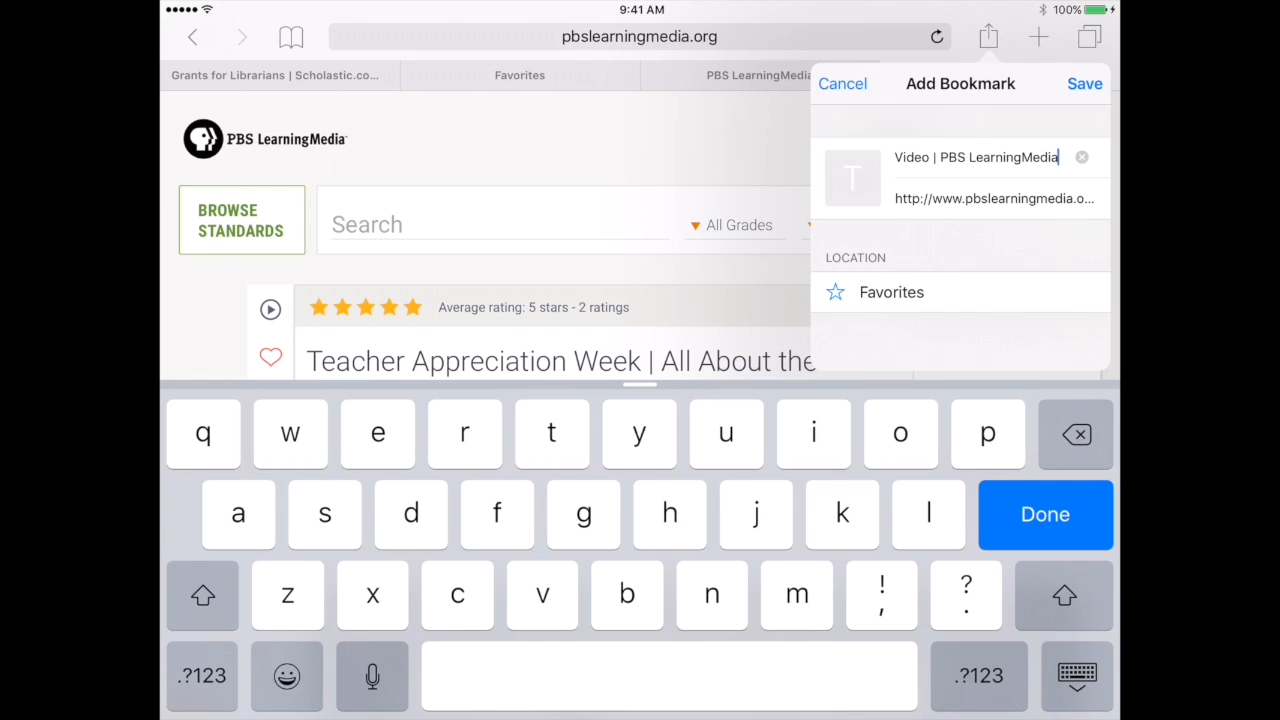 9:41 AM
100%
pbslearningmedia.org
Grants for Librarians | Scholastic.co...
Favorites
PBS LearningMedia
Cancel
Add Bookmark
Save
T
Video | PBS LearningMedia
http://www.pbslearningmedia.o...
LOCATION
Favorites
PBS LearningMedia
BROWSE
STANDARDS
Search
All Grades
Average rating: 5 stars - 2 ratings
Teacher Appreciation Week | All About the
q w e r t y u i o p
a s d f g h j k l Done
z x c v b n m ! , ? .
.?123 .?123